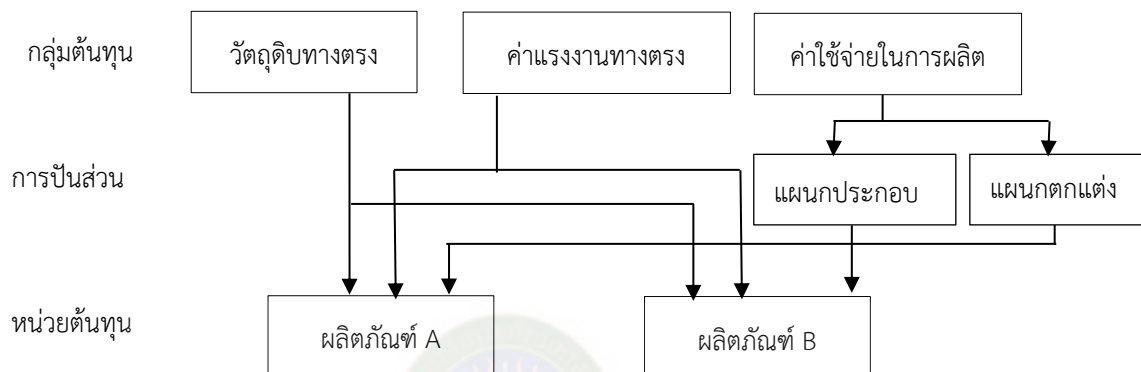 กลุ่มต้นทุน วัตถุดิบทางตรง ค่าแรงงานทางตรง ค่าใช้จ่ายในการผลิต
การปันส่วน แผนกประกอบ แผนกตกแต่ง
หน่วยต้นทุน ผลิตภัณฑ์ A ผลิตภัณฑ์ B